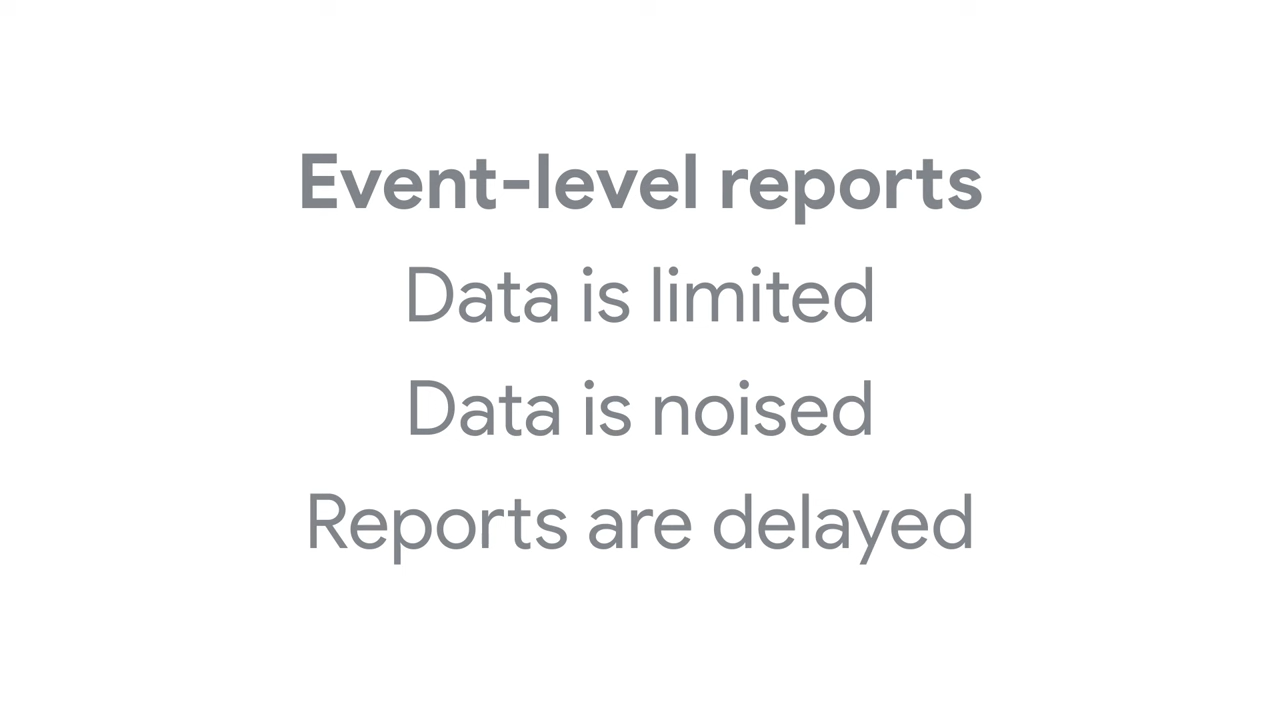 Event-level reports
Data is limited
Data is noised
Reports are delayed